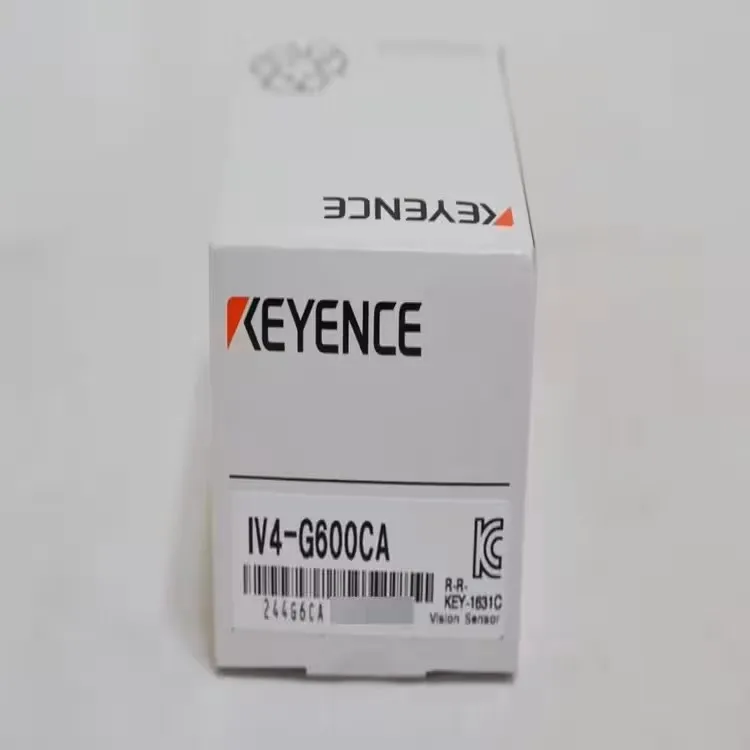 KEYENCE
KEYENCE
IV4-G600CA
244G6CA
R-R-
KEY-1631C
Vision Sensor